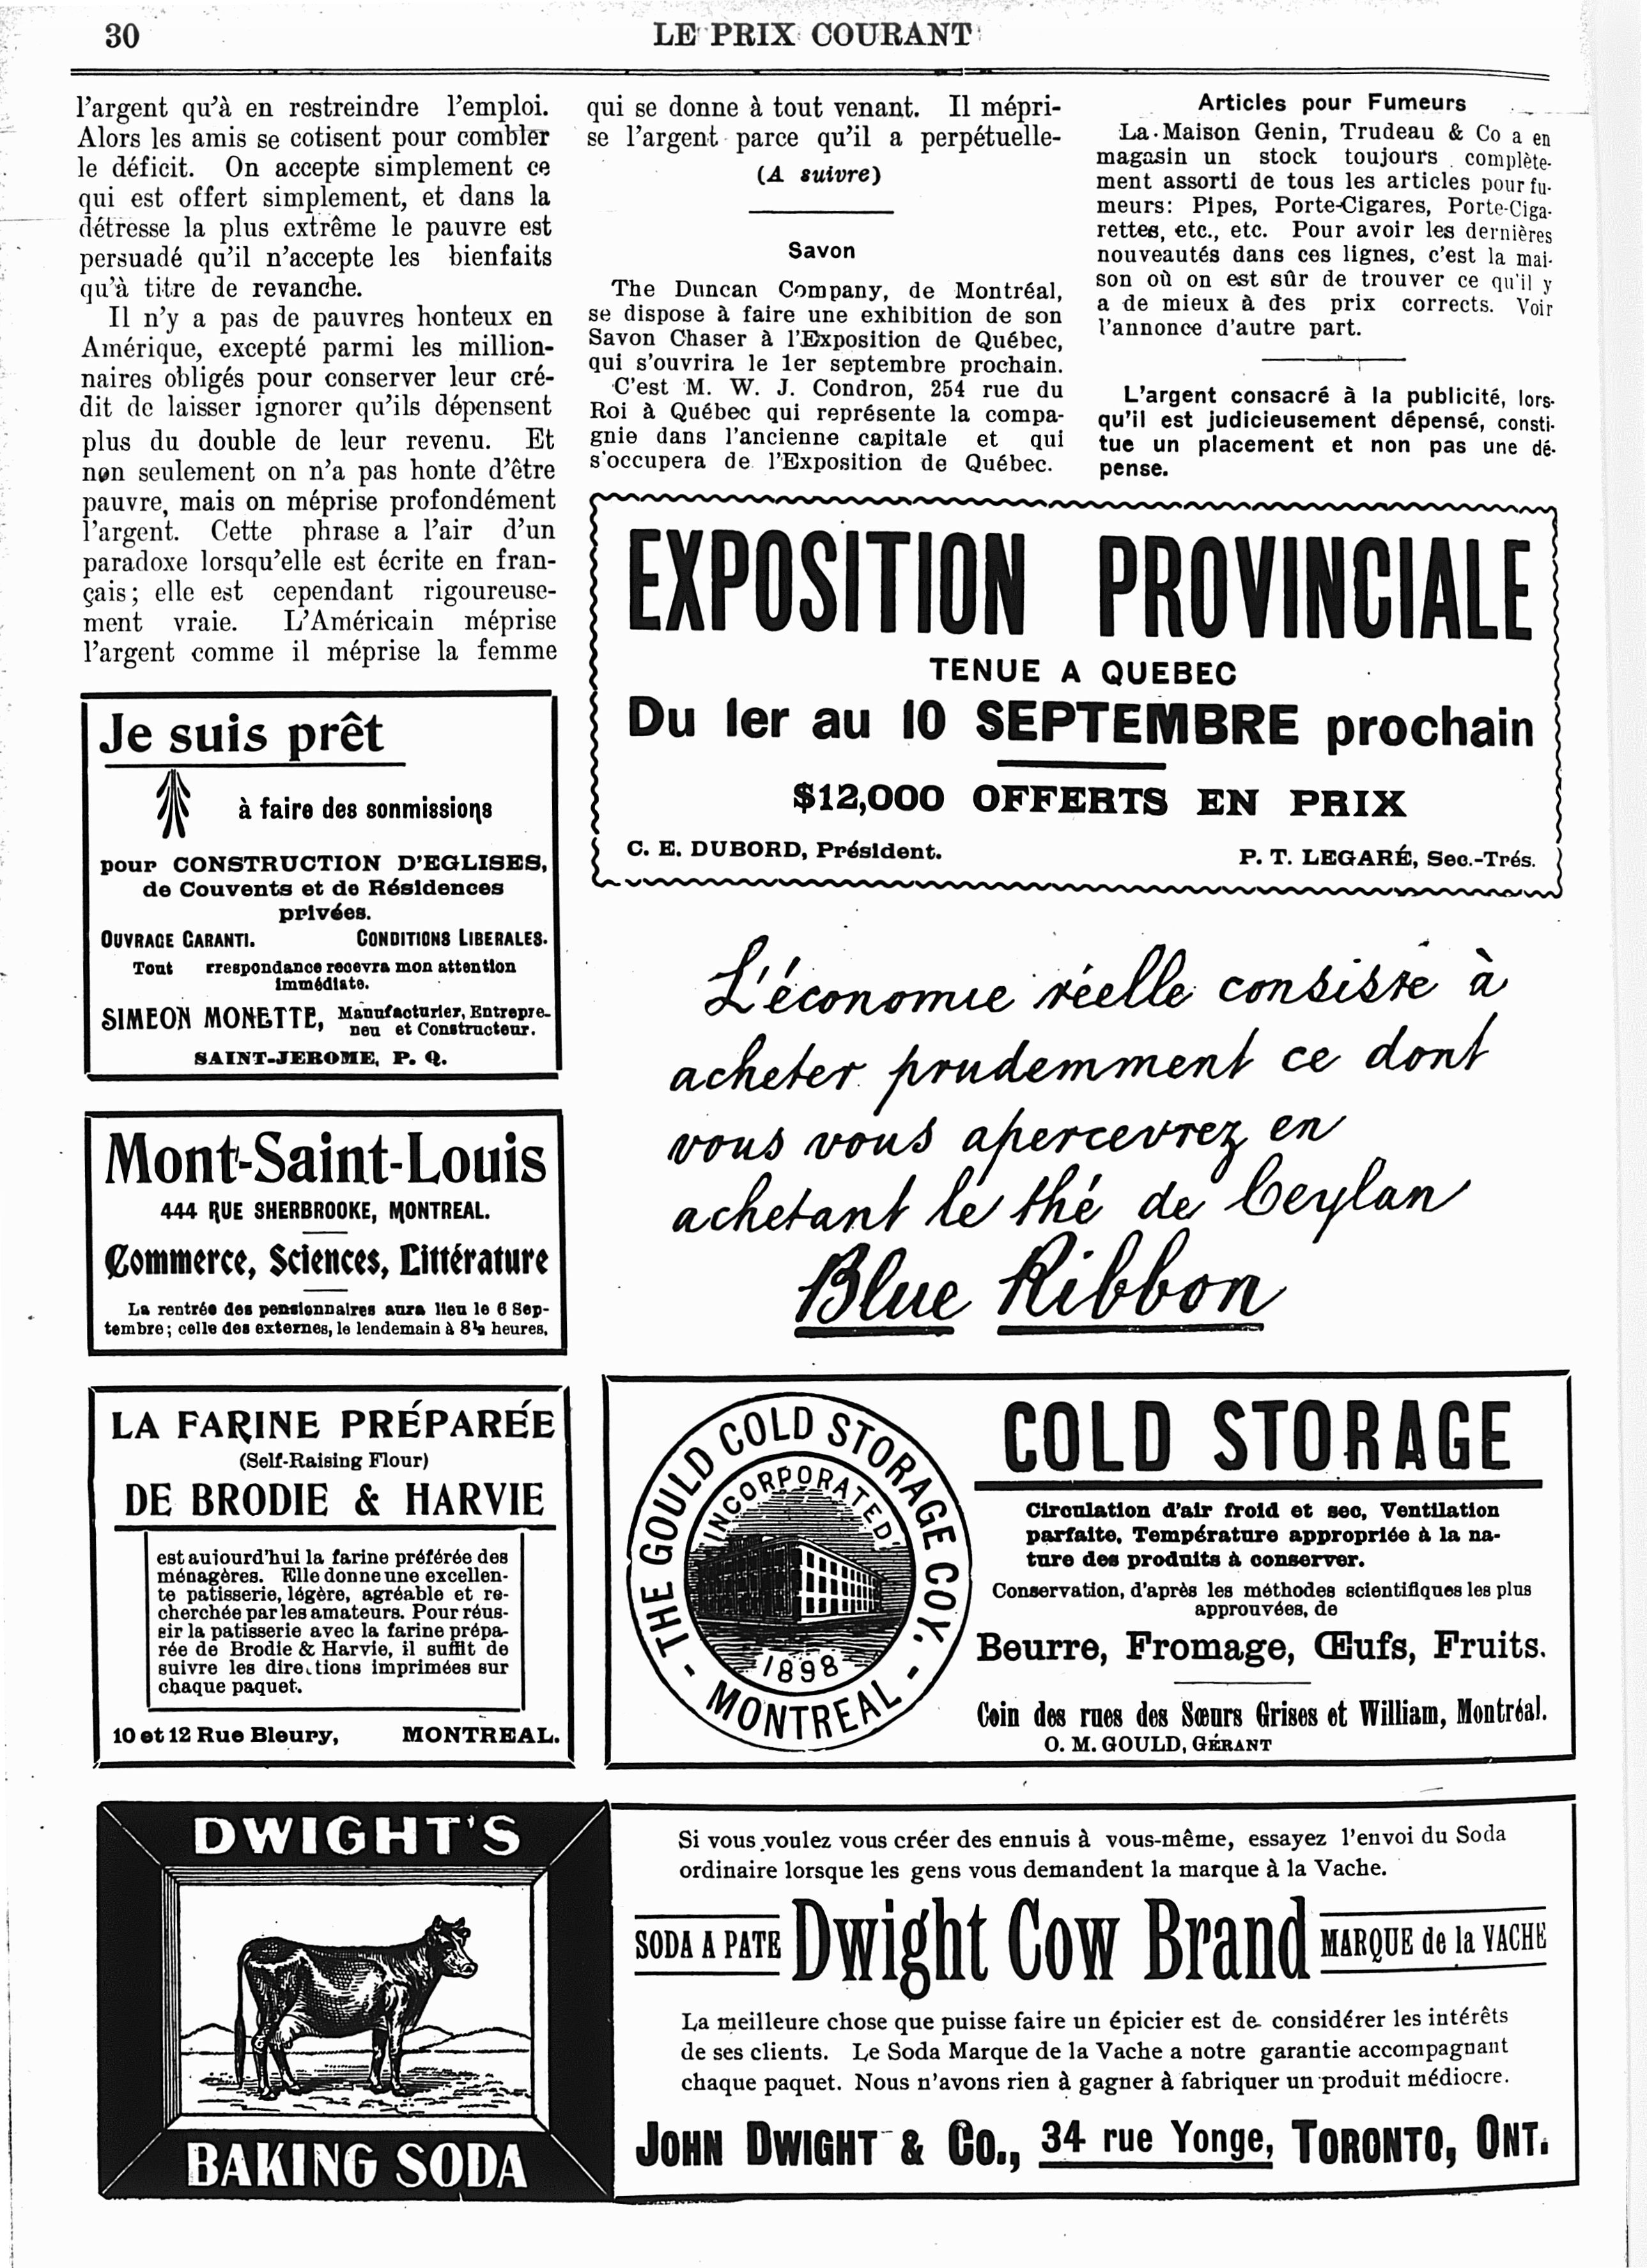 30
LE PRIX COURANT
l'argent qu'à en restreindre l'emploi.
Alors les amis se cotisent pour combler
le déficit. On accepte simplement ce
qui est offert simplement, et dans la
détresse la plus extrême le pauvre est
persuadé qu'il n'accepte les bienfaits
qu'à titre de revanche.
Il n'y a pas de pauvres honteux en
Amérique, excepté parmi les million-
naires obligés pour conserver leur cré-
dit de laisser ignorer qu'ils dépensent
plus du double de leur revenu. Et
non seulement on n'a pas honte d'être
pauvre, mais on méprise profondément
l'argent. Cette phrase a l'air d'un
paradoxe lorsqu'elle est écrite en fran-
çais; elle est cependant rigoureuse-
ment vraie. L'Américain méprise
l'argent comme il méprise la femme
qui se donne à tout venant. Il mépri-
se l'argent parce qu'il a perpétuelle-
(A suivre)
Savon
The Duncan Company, de Montréal,
se dispose à faire une exhibition de son
Savon Chaser à l'Exposition de Québec,
qui s'ouvrira le 1er septembre prochain.
C'est M. W. J. Condron, 254 rue du
Roi à Québec qui représente la compa-
gnie dans l'ancienne capitale et qui
s'occupera de l'Exposition de Québec.
Articles pour Fumeurs
La Maison Genin, Trudeau & Co a en
magasin un stock toujours complète-
ment assorti de tous les articles pour fu-
meurs: Pipes, Porte-Cigares, Porte-Ciga-
rettes, etc., etc. Pour avoir les dernières
nouveautés dans ces lignes, c'est la mai-
son où on est sûr de trouver ce qu'il y
a de mieux à des prix corrects. Voir
l'annonce d'autre part.
L'argent consacré à la publicité, lors-
qu'il est judicieusement dépensé, consti-
tue un placement et non pas une dé-
pense.
EXPOSITION PROVINCIALE
TENUE A QUEBEC
Du 1er au 10 SEPTEMBRE prochain
$12,000 OFFERTS EN PRIX
C. E. DUBORD, Président.
P. T. LEGARÉ, Sec.-Trés.
Je suis prêt
à faire des sonmissions
pour CONSTRUCTION D'EGLISES,
de Couvents et de Résidences
privées.
OUVRAGE GARANTI. CONDITIONS LIBERALES.
Tout rrespondance recevra mon attention
immédiate.
SIMEON MONETTE, Manufacturier, Entrepre-
neu et Constructeur.
SAINT-JEROME, P. Q.
L'économie réelle consiste à
acheter prudemment ce dont
vous vous apercevrez en
achetant le thé de Ceylan
Blue Ribbon
Mont-Saint-Louis
444 RUE SHERBROOKE, MONTREAL.
Commerce, Sciences, Littérature
La rentrée des pensionnaires aura lieu le 6 Sep-
tembre; celle des externes, le lendemain à 8½ heures.
LA FARINE PRÉPARÉE
(Self-Raising Flour)
DE BRODIE & HARVIE
est aujourd'hui la farine préférée des
ménagères. Elle donne une excellen-
te patisserie, légère, agréable et re-
cherchée par les amateurs. Pour réus-
sir la patisserie avec la farine prépa-
rée de Brodie & Harvie, il suffit de
suivre les dire tions imprimées sur
chaque paquet.
10 et 12 Rue Bleury, MONTREAL.
THE GOULD COLD STORAGE COY.
INCORPORATED
1898
- MONTREAL -
COLD STORAGE
Circulation d'air froid et sec, Ventilation
parfaite, Température appropriée à la na-
ture des produits à conserver.
Conservation, d'après les méthodes scientifiques les plus
approuvées, de
Beurre, Fromage, Œufs, Fruits.
Coin des rues des Sœurs Grises et William, Montréal.
O. M. GOULD, GÉRANT
DWIGHT'S
BAKING SODA
Si vous voulez vous créer des ennuis à vous-même, essayez l'envoi du Soda
ordinaire lorsque les gens vous demandent la marque à la Vache.
SODA A PATE Dwight Cow Brand MARQUE de la VACHE
La meilleure chose que puisse faire un épicier est de considérer les intérêts
de ses clients. Le Soda Marque de la Vache a notre garantie accompagnant
chaque paquet. Nous n'avons rien à gagner à fabriquer un produit médiocre.
JOHN DWIGHT & CO., 34 rue Yonge, TORONTO, ONT.